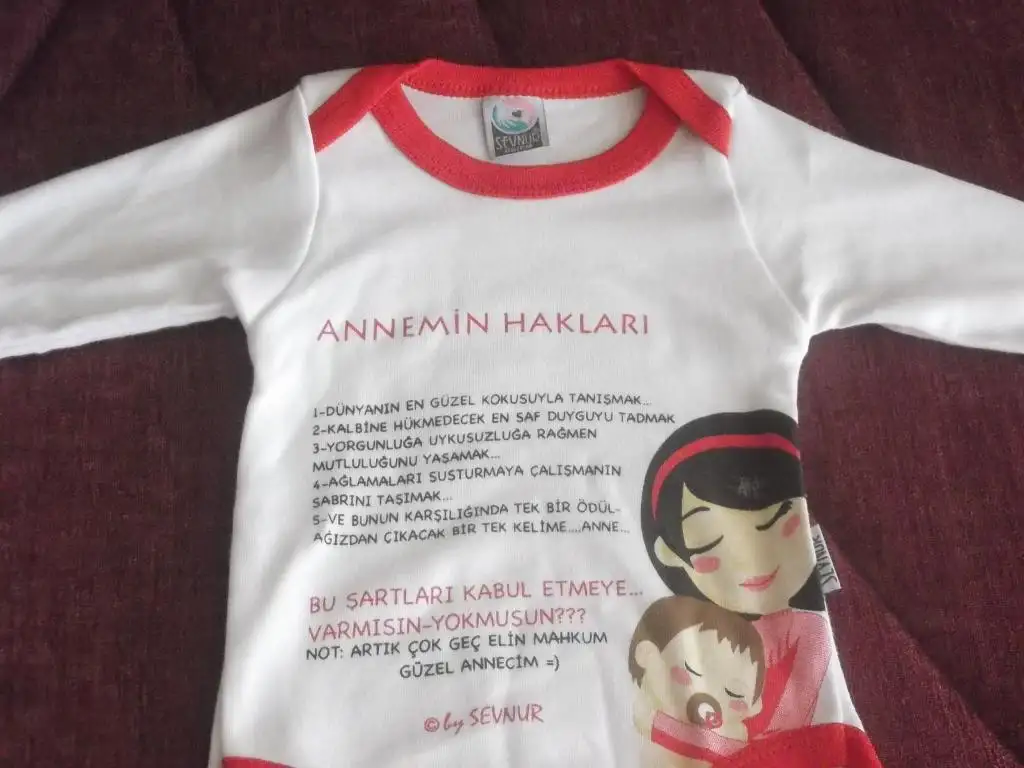 SEVNUR
ANNEMİN HAKLARI
1-DÜNYANIN EN GÜZEL KOKUSUYLA TANIŞMAK...
2-KALBİNE HÜKMEDECEK EN SAF DUYGUYU TADMAK
3-YORGUNLUĞA UYKUSUZLUĞA RAĞMEN
MUTLULUĞUNU YAŞAMAK...
4-AĞLAMALARI SUSTURMAYA ÇALIŞMANIN
SABRINI TAŞIMAK...
5-VE BUNUN KARŞILIĞINDA TEK BİR ÖDÜL-
AĞIZDAN ÇIKACAK BİR TEK KELİME....ANNE...
BU ŞARTLARI KABUL ETMEYE...
VARMISIN-YOKMUSUN???
NOT: ARTIK ÇOK GEÇ ELİN MAHKUM
GÜZEL ANNECİM =)
© by SEVNUR
SEVNUR